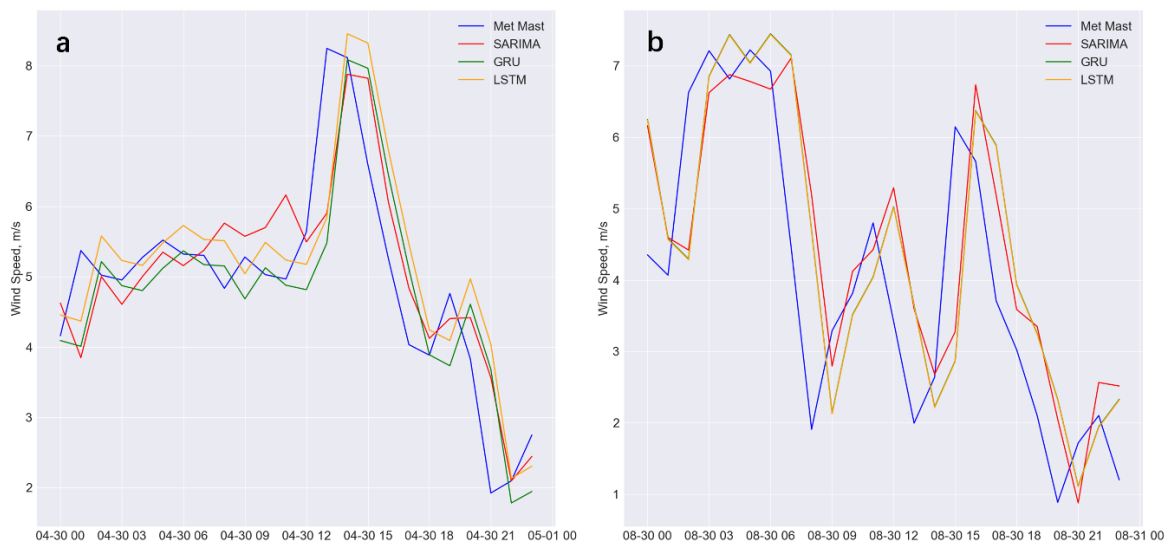 a
Met Mast
SARIMA
GRU
LSTM
Wind Speed, m/s
8
7
6
5
4
3
2
04-30 00 04-30 03 04-30 06 04-30 09 04-30 12 04-30 15 04-30 18 04-30 21 05-01 00
b
Met Mast
SARIMA
GRU
LSTM
Wind Speed, m/s
7
6
5
4
3
2
1
08-30 00 08-30 03 08-30 06 08-30 09 08-30 12 08-30 15 08-30 18 08-30 21 08-31 00